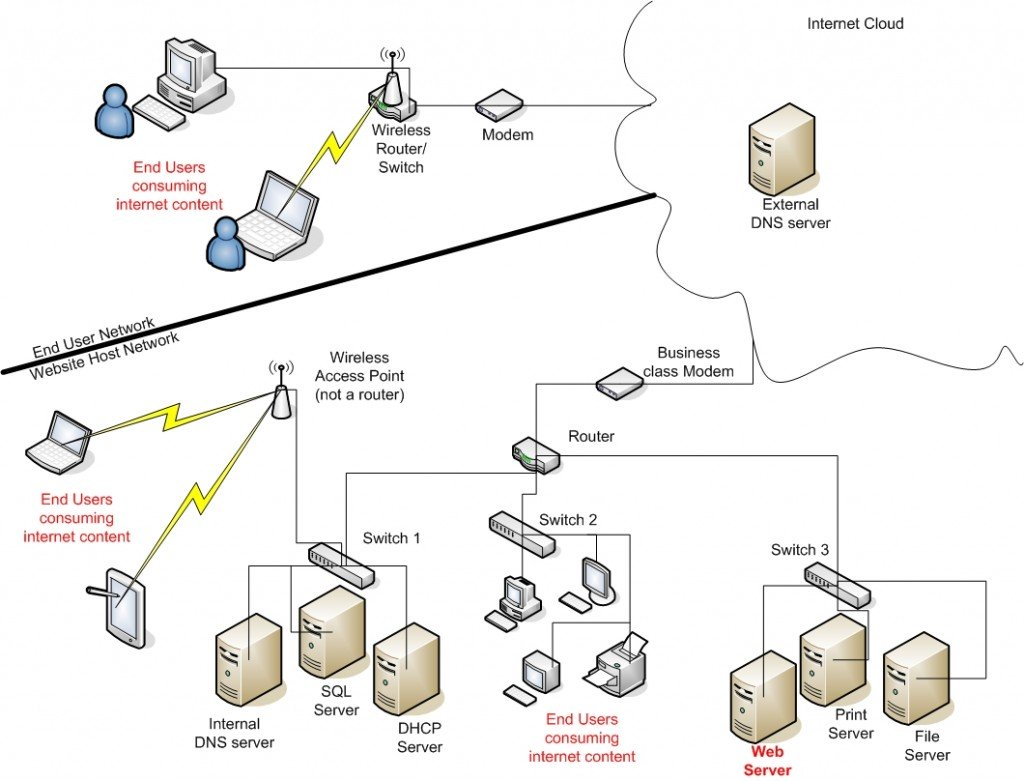 Internet Cloud
Wireless
Router/
Switch
Modem
End Users
consuming
internet content
External
DNS server
End User Network
Website Host Network
Wireless
Access Point
(not a router)
Business
class Modem
Router
End Users
consuming
internet content
Switch 1
Switch 2
Switch 3
Internal
DNS server
SQL
Server
DHCP
Server
End Users
consuming
internet content
Web
Server
Print
Server
File
Server